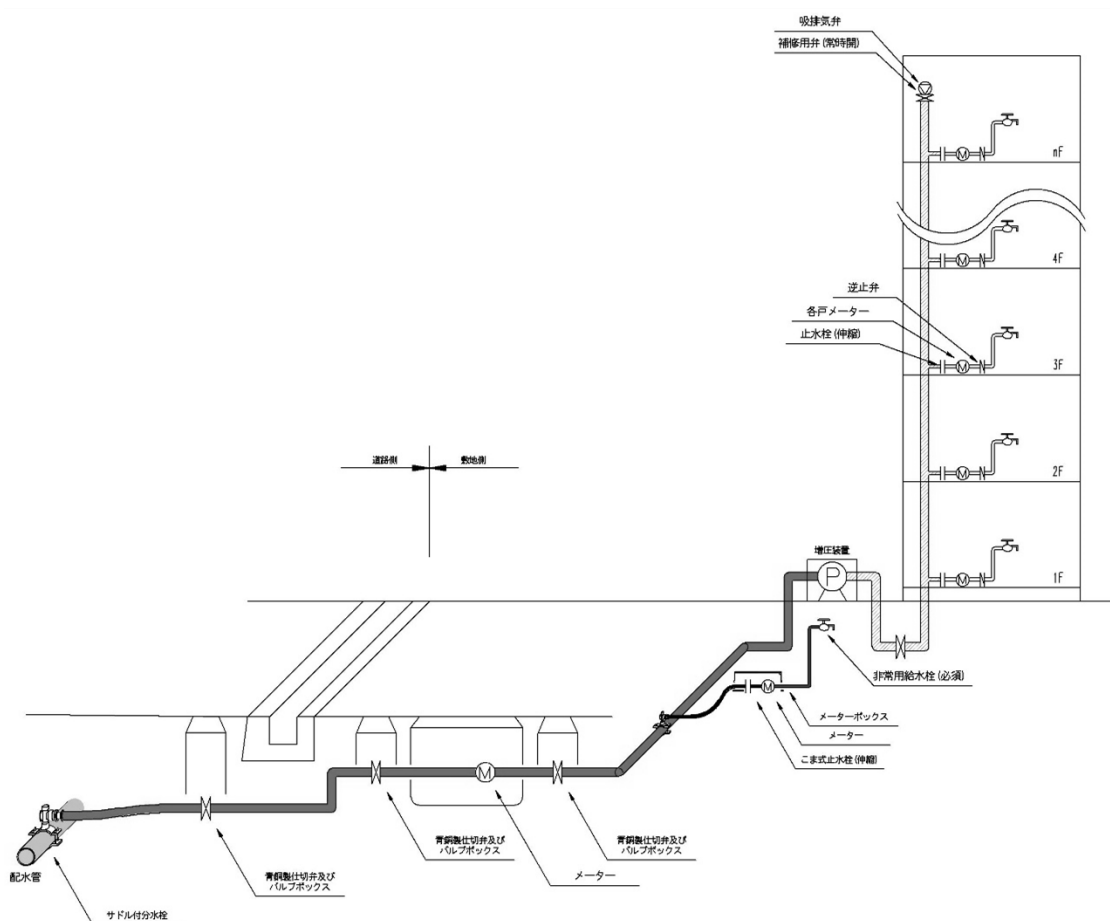 吸排気弁
補修用弁(常時開)
nF
4F
逆止弁
各戸メーター
止水栓(伸縮)
3F
道路側
敷地側
2F
増圧装置
P
1F
非常用給水栓(必須)
メーターボックス
メーター
こま式止水栓(伸縮)
M
青銅製仕切弁及び
バルブボックス
青銅製仕切弁及び
バルブボックス
メーター
青銅製仕切弁及び
バルブボックス
配水管
サドル付分水栓
M
M
M
M
M
M